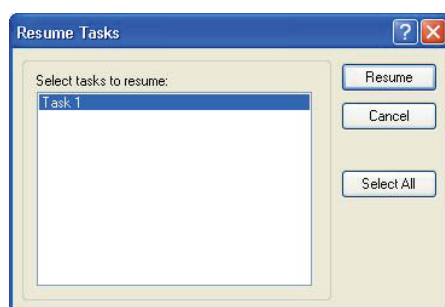 Resume Tasks
Select tasks to resume:
Task 1
Resume
Cancel
Select All